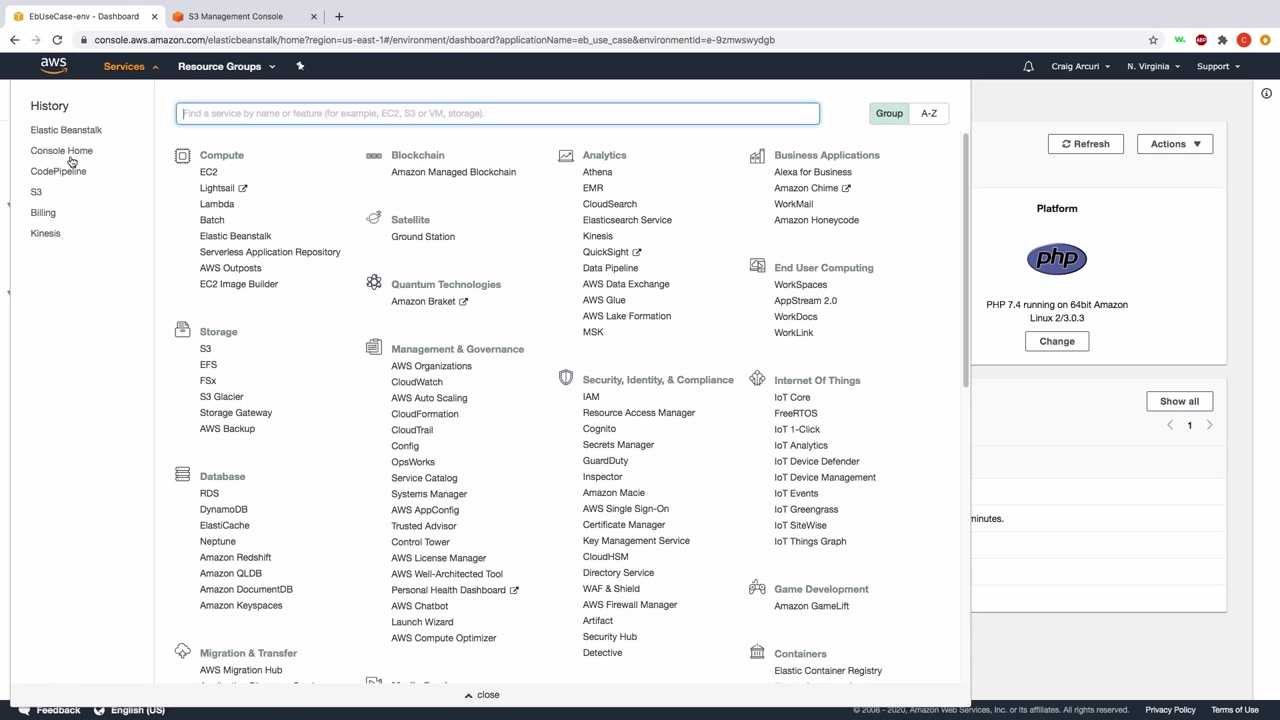 EbUseCase-env - Dashboard
S3 Management Console
console.aws.amazon.com/elasticbeanstalk/home?region=us-east-1#/environment/dashboard?applicationName=eb_use_case&environmentId=e-9zmwswydgb
aws
Services
Resource Groups
Craig Arcuri
N. Virginia
Support
History
Elastic Beanstalk
Console Home
CodePipeline
S3
Billing
Kinesis
Find a service by name or feature (for example, EC2, S3 or VM, storage).
Group
A-Z
Compute
EC2
Lightsail
Lambda
Batch
Elastic Beanstalk
Serverless Application Repository
AWS Outposts
EC2 Image Builder
Storage
S3
EFS
FSx
S3 Glacier
Storage Gateway
AWS Backup
Database
RDS
DynamoDB
ElastiCache
Neptune
Amazon Redshift
Amazon QLDB
Amazon DocumentDB
Amazon Keyspaces
Migration & Transfer
AWS Migration Hub
Blockchain
Amazon Managed Blockchain
Satellite
Ground Station
Quantum Technologies
Amazon Braket
Management & Governance
AWS Organizations
CloudWatch
AWS Auto Scaling
CloudFormation
CloudTrail
Config
OpsWorks
Service Catalog
Systems Manager
AWS AppConfig
Trusted Advisor
Control Tower
AWS License Manager
AWS Well-Architected Tool
Personal Health Dashboard
AWS Chatbot
Launch Wizard
AWS Compute Optimizer
Analytics
Athena
EMR
CloudSearch
Elasticsearch Service
Kinesis
QuickSight
Data Pipeline
AWS Data Exchange
AWS Glue
AWS Lake Formation
MSK
Security, Identity, & Compliance
IAM
Resource Access Manager
Cognito
Secrets Manager
GuardDuty
Inspector
Amazon Macie
AWS Single Sign-On
Certificate Manager
Key Management Service
CloudHSM
Directory Service
WAF & Shield
AWS Firewall Manager
Artifact
Security Hub
Detective
Business Applications
Alexa for Business
Amazon Chime
WorkMail
Amazon Honeycode
End User Computing
WorkSpaces
AppStream 2.0
WorkDocs
WorkLink
Internet Of Things
IoT Core
FreeRTOS
IoT 1-Click
IoT Analytics
IoT Device Defender
IoT Device Management
IoT Events
IoT Greengrass
IoT SiteWise
IoT Things Graph
Game Development
Amazon GameLift
Containers
Elastic Container Registry
close
Refresh
Actions
Platform
php
PHP 7.4 running on 64bit Amazon
Linux 2/3.0.3
Change
Show all
1
minutes.
Feedback
English (US)
© 2008 - 2020, Amazon Web Services, Inc. or its affiliates. All rights reserved.
Privacy Policy
Terms of Use